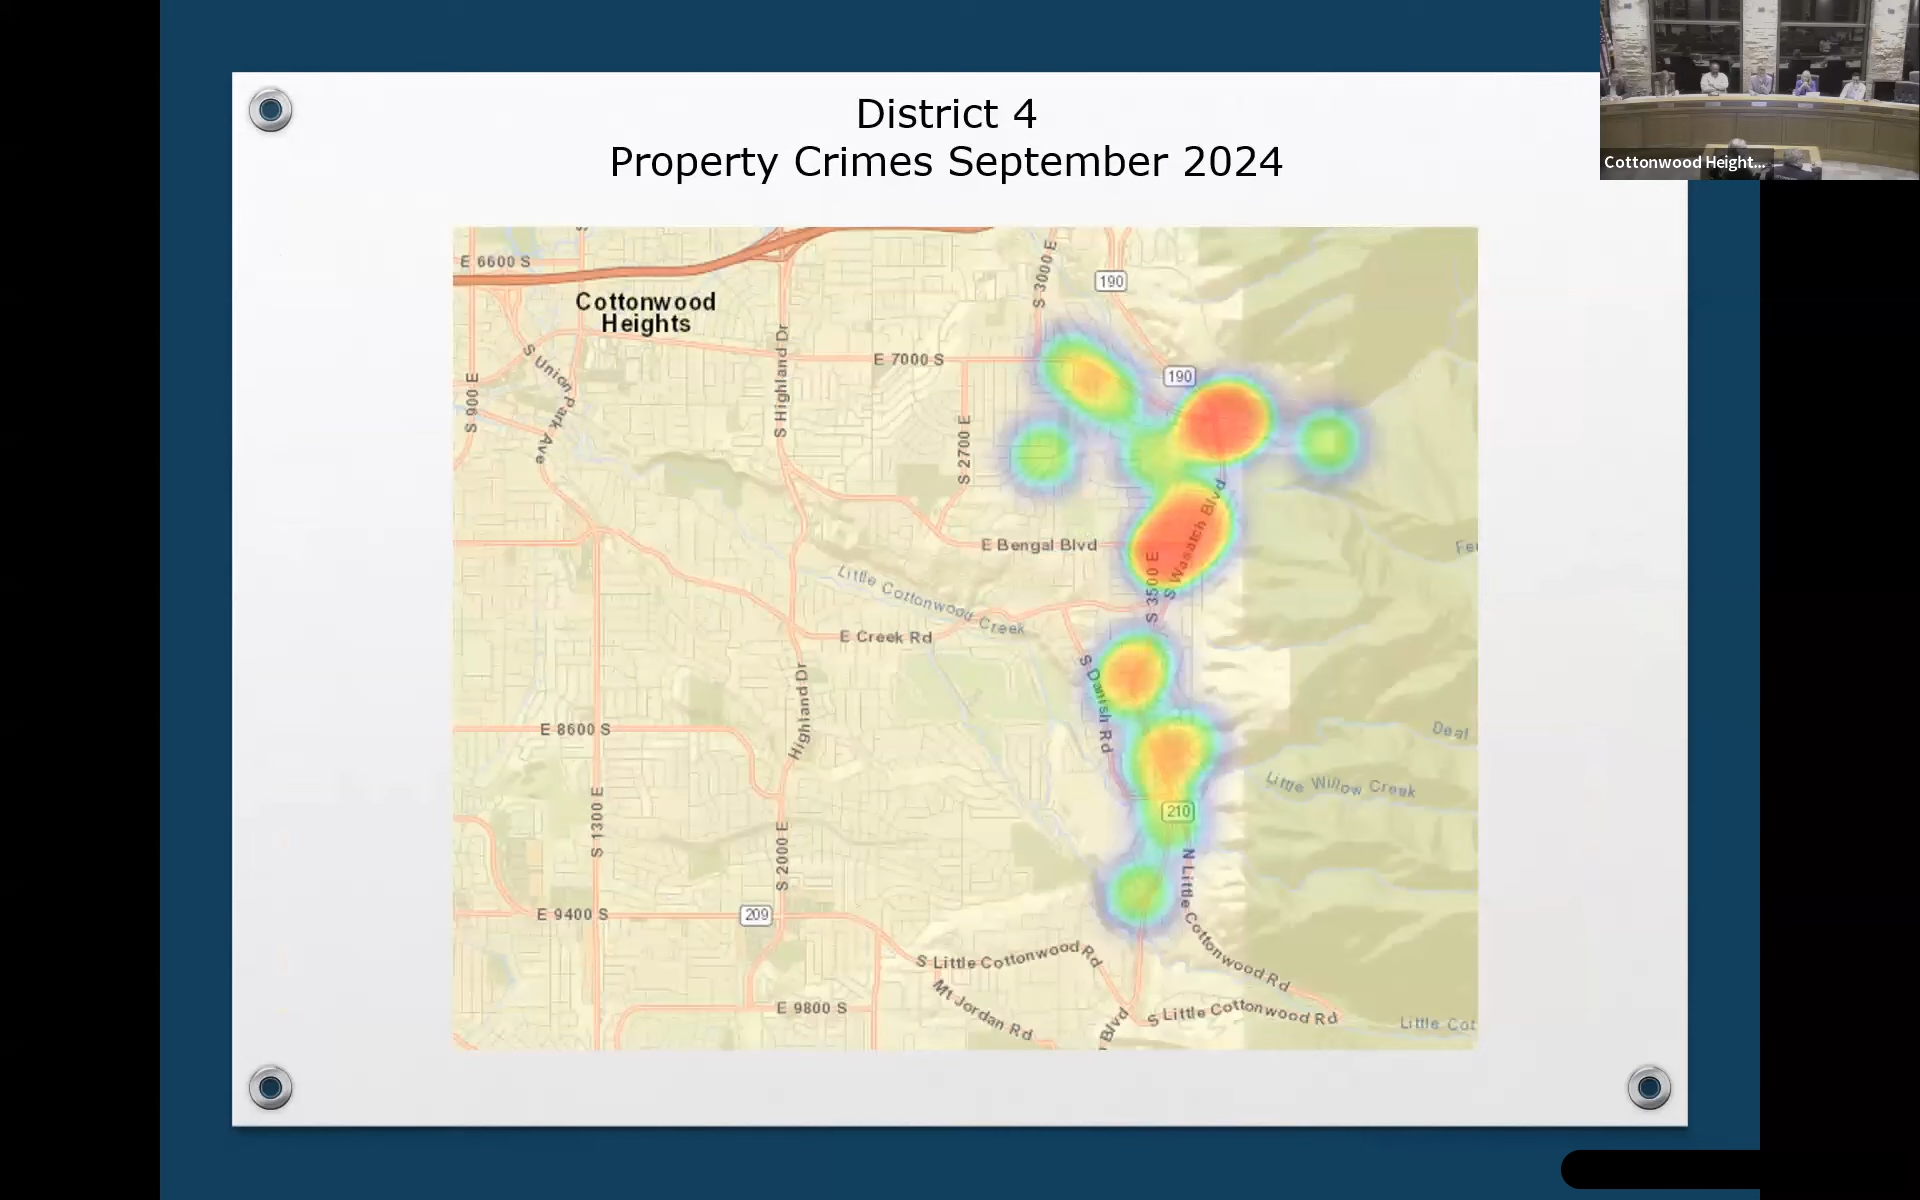 District 4
Property Crimes September 2024
Cottonwood Height...
E 6600 S
Cottonwood
Heights
S 3000 E
190
S Union Park Ave
S 900 E
S Highland Dr
E 7000 S
190
S 2700 E
S Wasatch Blvd
E Bengal Blvd
S 3500 E
Little Cottonwood Creek
E Creek Rd
S Danish Rd
Highland Dr
E 8600 S
Deaf
Little Willow Creek
S 1300 E
S 2000 E
210
N Little Cottonwood Rd
E 9400 S
209
S Little Cottonwood Rd
Mt Jordan Rd
E 9800 S
Blvd
S Little Cottonwood Rd
Little Cot